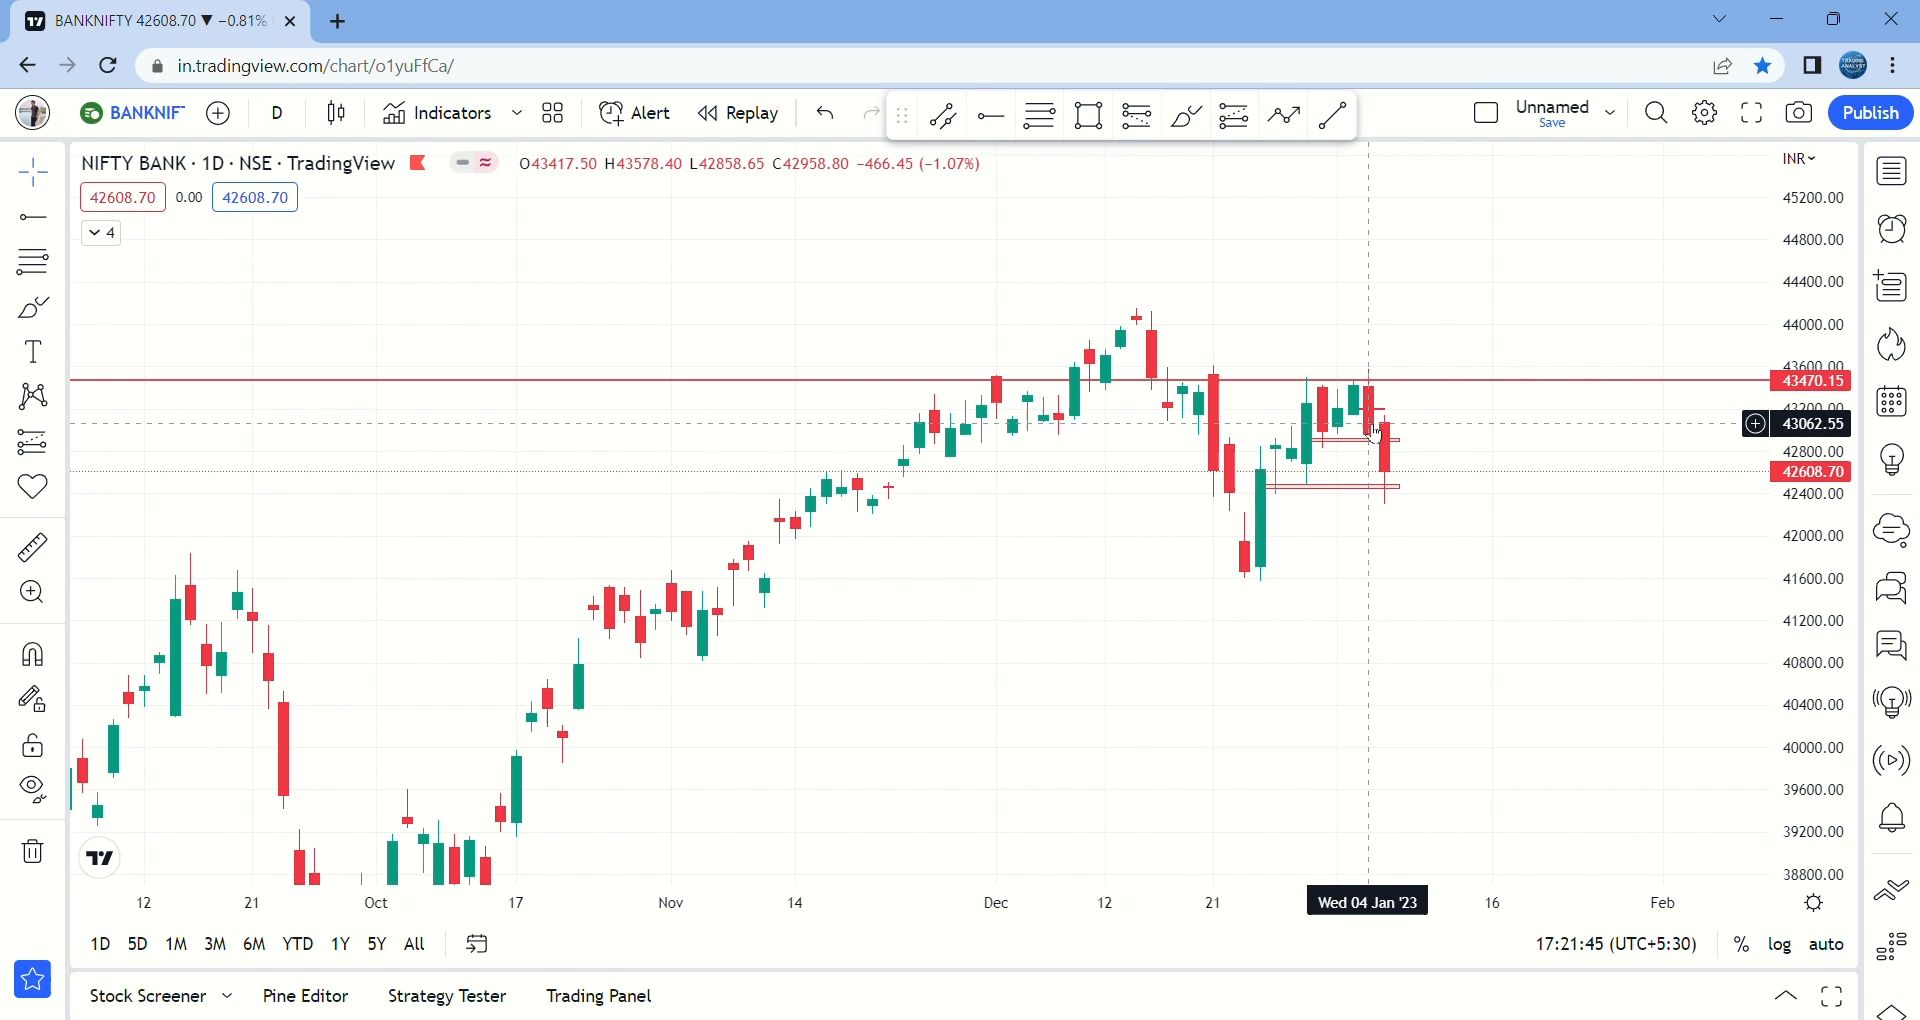 BANKNIFTY 42608.70 ▼ −0.81%
in.tradingview.com/chart/o1yuFfCa/
BANKNIF
D
Indicators
Alert
Replay
Unnamed
Save
Publish
NIFTY BANK · 1D · NSE · TradingView
O43417.50 H43578.40 L42858.65 C42958.80 −466.45 (−1.07%)
INR
42608.70
0.00
42608.70
4
45200.00
44800.00
44400.00
44000.00
43600.00
43470.15
43200.00
43062.55
42800.00
42608.70
42400.00
42000.00
41600.00
41200.00
40800.00
40400.00
40000.00
39600.00
39200.00
38800.00
12
21
Oct
17
Nov
14
Dec
12
21
Wed 04 Jan '23
16
Feb
1D 5D 1M 3M 6M YTD 1Y 5Y All
17:21:45 (UTC+5:30)
% log auto
Stock Screener
Pine Editor
Strategy Tester
Trading Panel